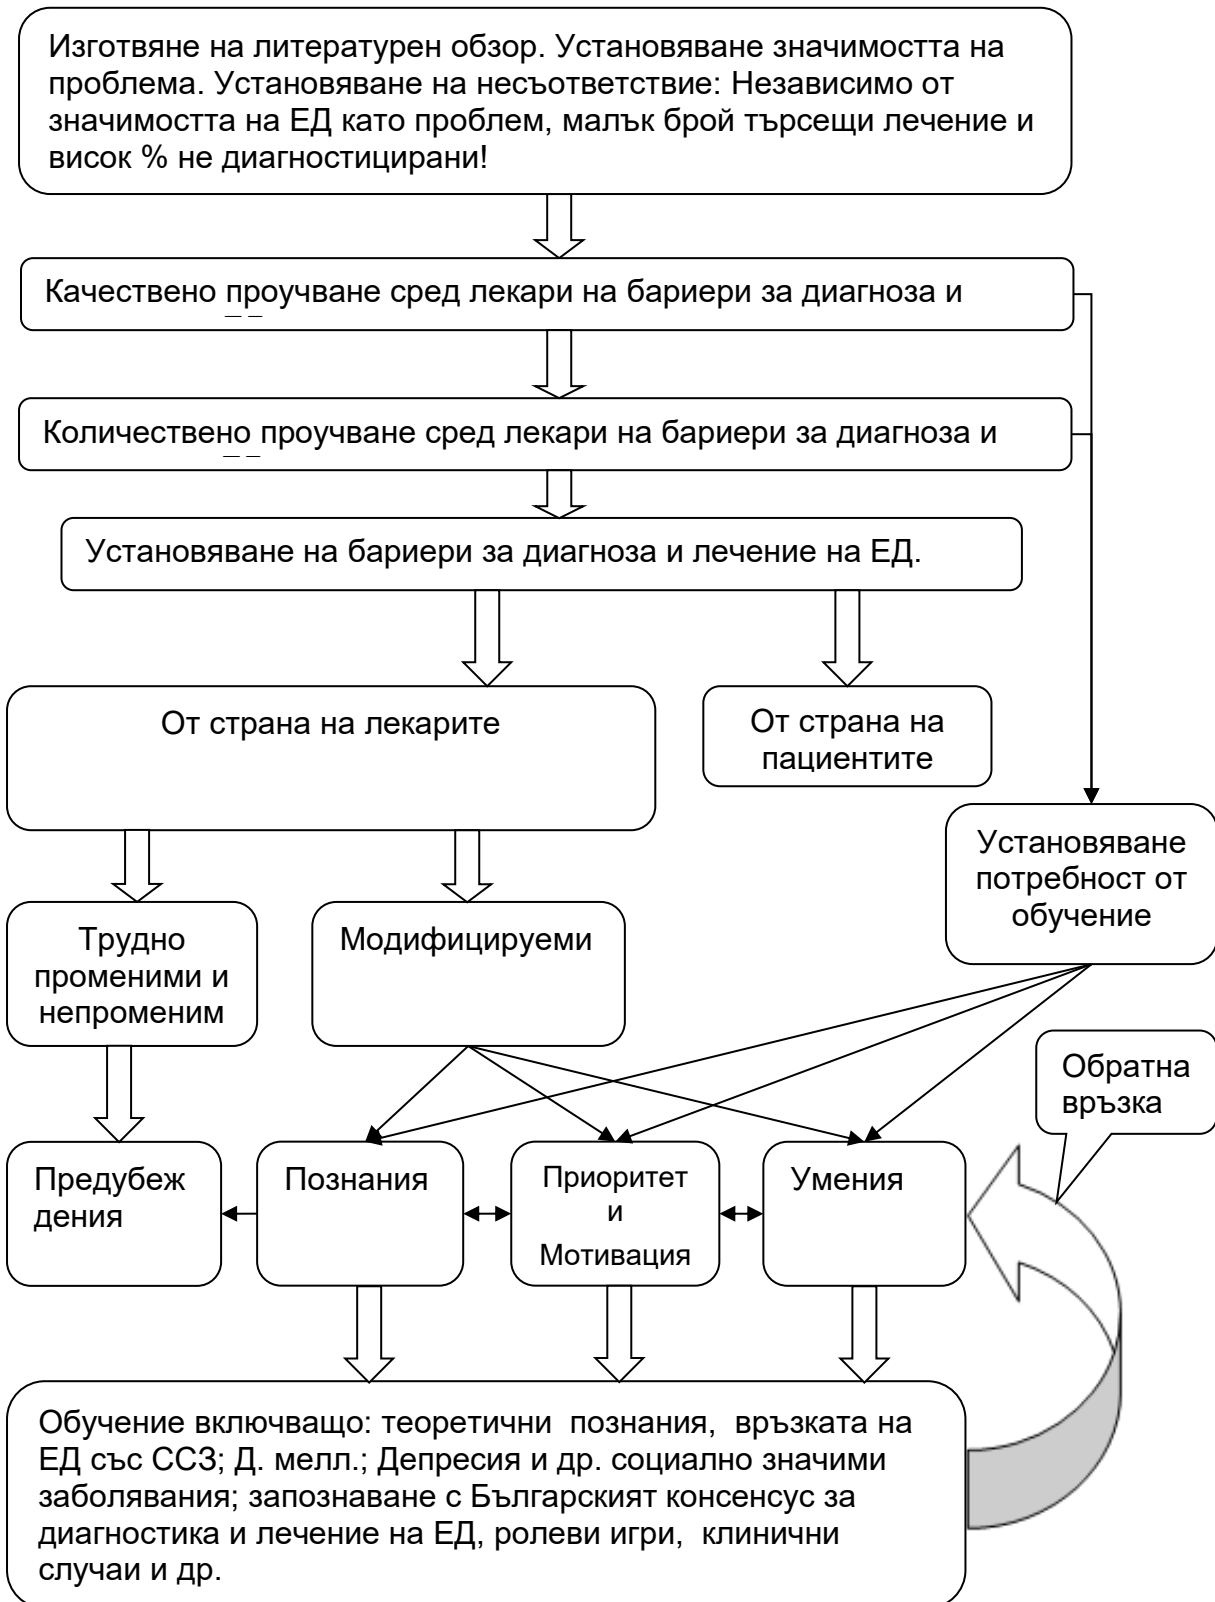 Изготвяне на литературен обзор. Установяване значимостта на
проблема. Установяване на несъответствие: Независимо от
значимостта на ЕД като проблем, малък брой търсещи лечение и
висок % не диагностицирани!
Качествено проучване сред лекари на бариери за диагноза и
Количествено проучване сред лекари на бариери за диагноза и
Установяване на бариери за диагноза и лечение на ЕД.
От страна на лекарите
От страна на
пациентите
Установяване
потребност от
обучение
Трудно
променими и
непроменим
Модифицируеми
Обратна
връзка
Предубеж
дения
Познания
Приоритет
и
Мотивация
Умения
Обучение включващо: теоретични  познания,  връзката на
ЕД със ССЗ; Д. мелл.; Депресия и др. социално значими
заболявания; запознаване с Българският консенсус за
диагностика и лечение на ЕД, ролеви игри,  клинични
случаи и др.